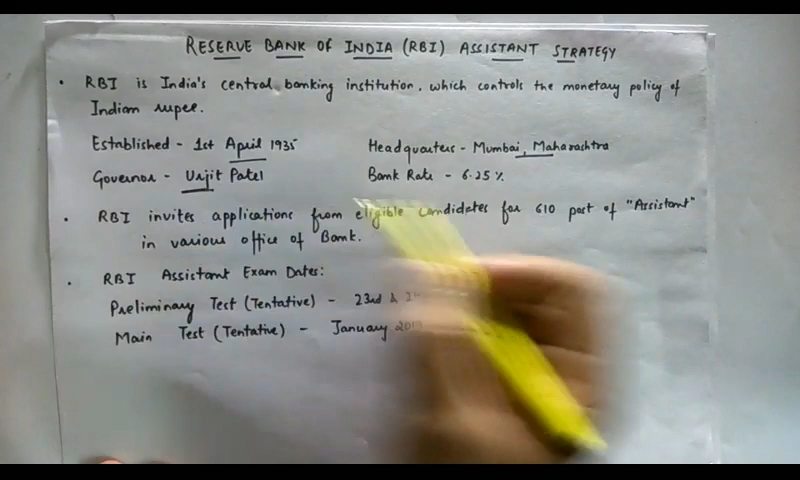 RESERVE BANK OF INDIA (RBI) ASSISTANT STRATEGY
• RBI is India's central banking institution. which controls the monetary policy of
Indian rupee.
Established - 1st April 1935
Headquarters - Mumbai, Maharashtra
Governor - Urjit Patel
Bank Rate - 6.25%
• RBI invites applications from eligible candidates for 610 post of "Assistant"
in various office of Bank.
• RBI Assistant Exam Dates:
Preliminary Test (Tentative) - 23rd &
Main Test (Tentative) - January